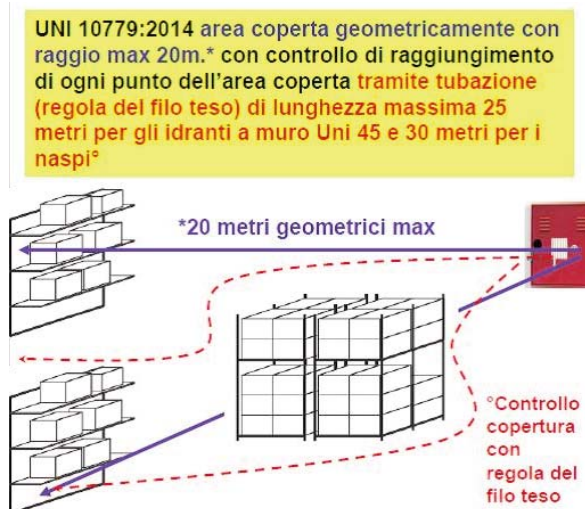 UNI 10779:2014 area coperta geometricamente con
raggio max 20m.* con controllo di raggiungimento
di ogni punto dell'area coperta tramite tubazione
(regola del filo teso) di lunghezza massima 25
metri per gli idranti a muro Uni 45 e 30 metri per i
naspi°
*20 metri geometrici max
°Controllo
copertura
con
regola del
filo teso